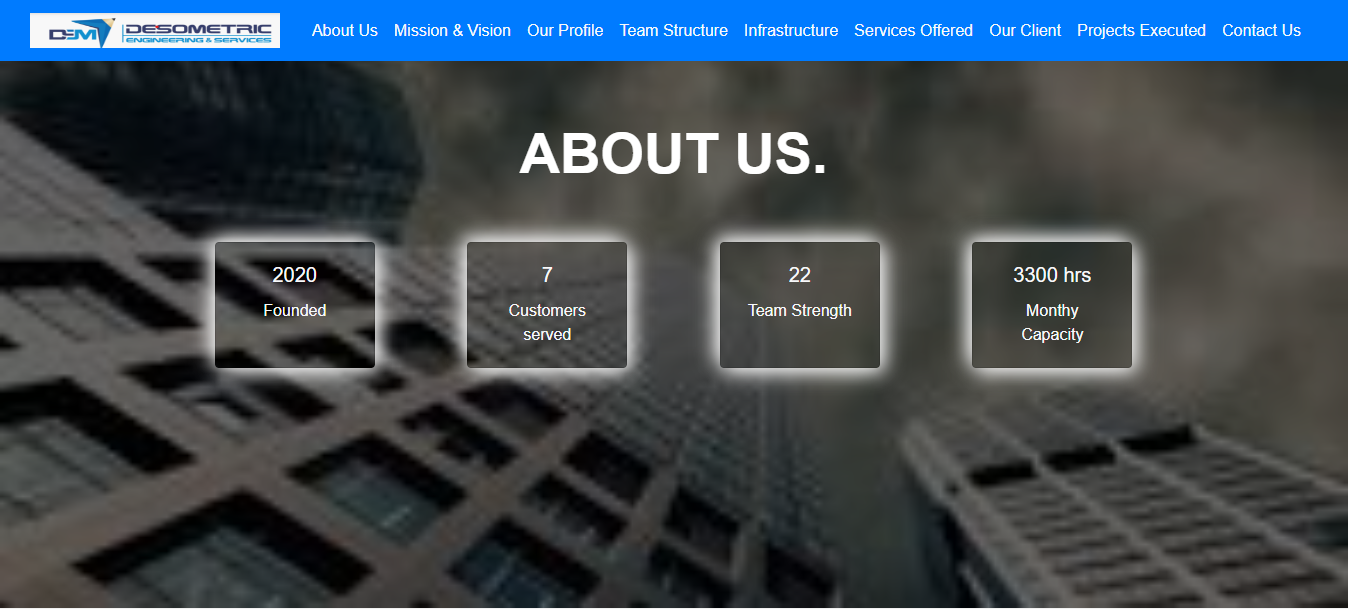 DEM DESOMETRIC
ENGINEERING & SERVICES
About Us Mission & Vision Our Profile Team Structure Infrastructure Services Offered Our Client Projects Executed Contact Us
ABOUT US.
2020
Founded
7
Customers
served
22
Team Strength
3300 hrs
Monthy
Capacity